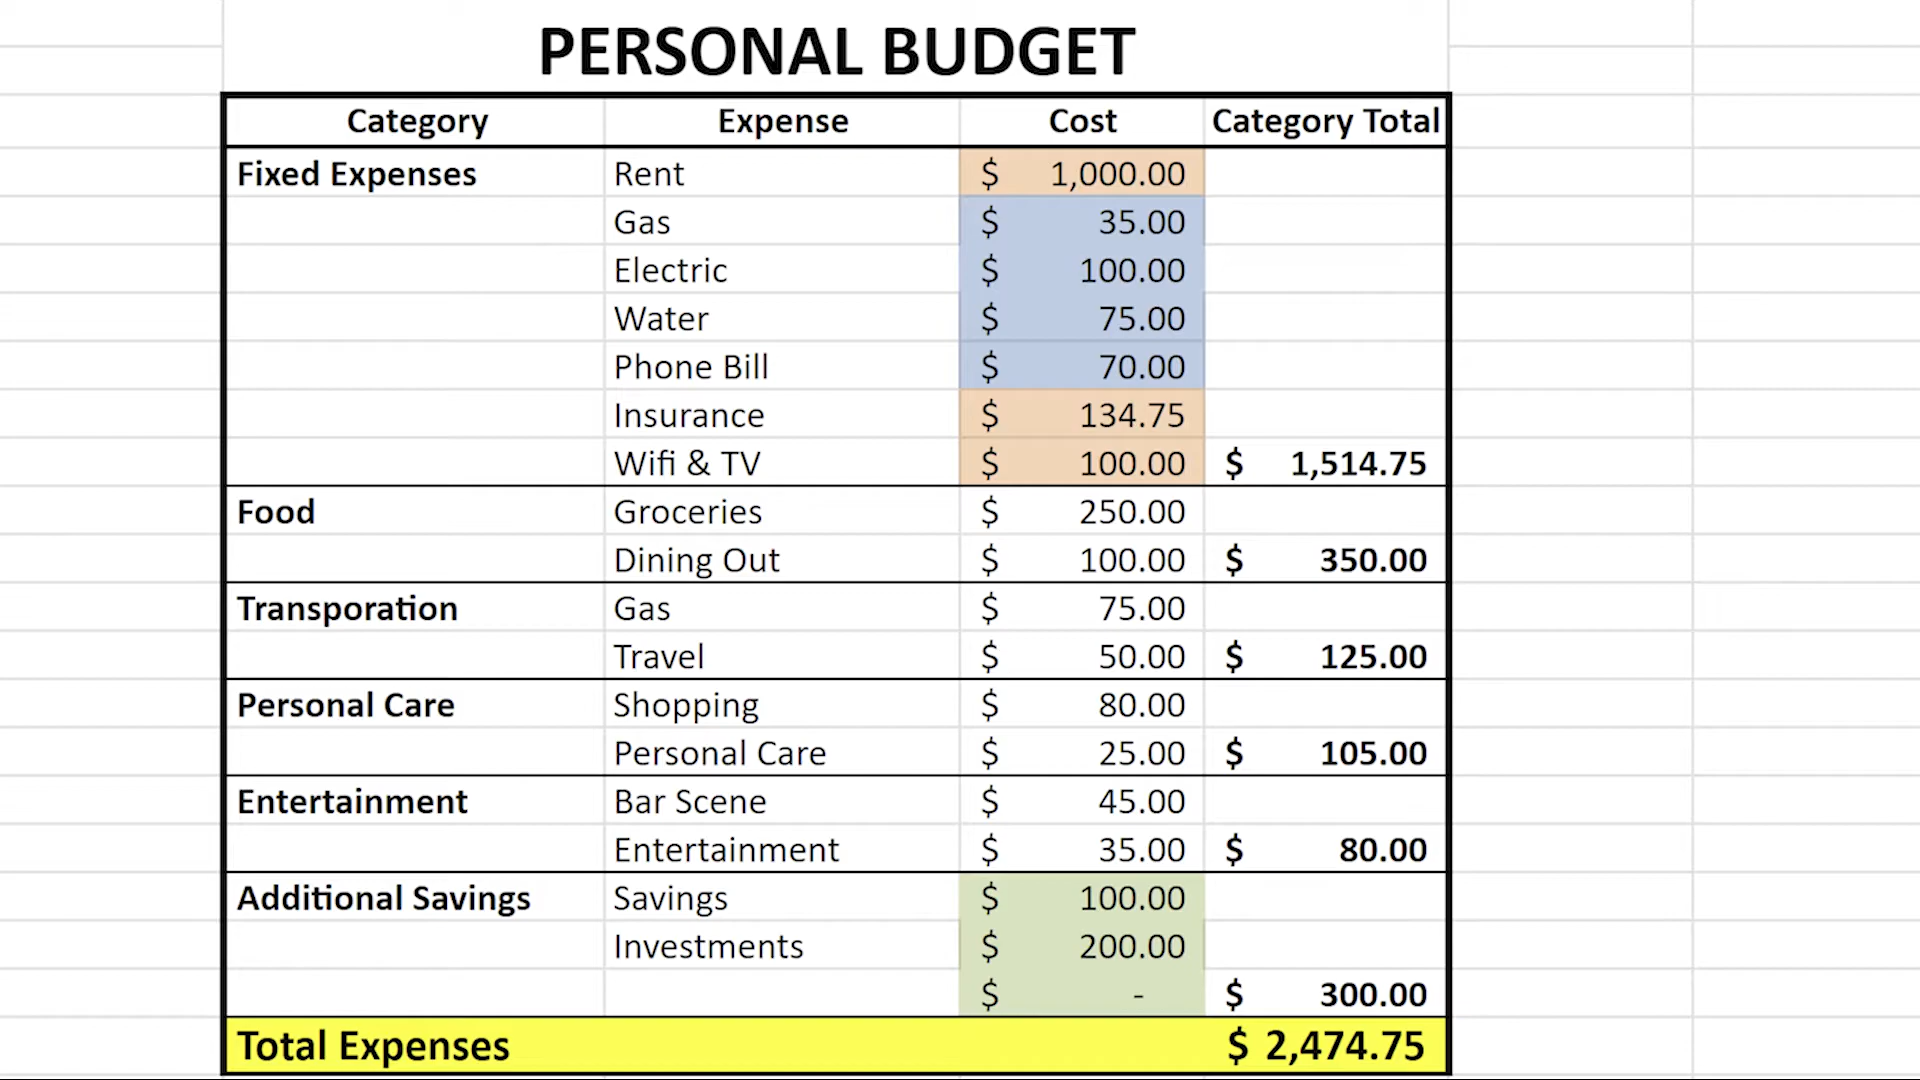 PERSONAL BUDGET
Category Expense Cost Category Total
Fixed Expenses Rent $ 1,000.00
Gas $ 35.00
Electric $ 100.00
Water $ 75.00
Phone Bill $ 70.00
Insurance $ 134.75
Wifi & TV $ 100.00 $ 1,514.75
Food Groceries $ 250.00
Dining Out $ 100.00 $ 350.00
Transporation Gas $ 75.00
Travel $ 50.00 $ 125.00
Personal Care Shopping $ 80.00
Personal Care $ 25.00 $ 105.00
Entertainment Bar Scene $ 45.00
Entertainment $ 35.00 $ 80.00
Additional Savings Savings $ 100.00
Investments $ 200.00
$ - $ 300.00
Total Expenses $ 2,474.75